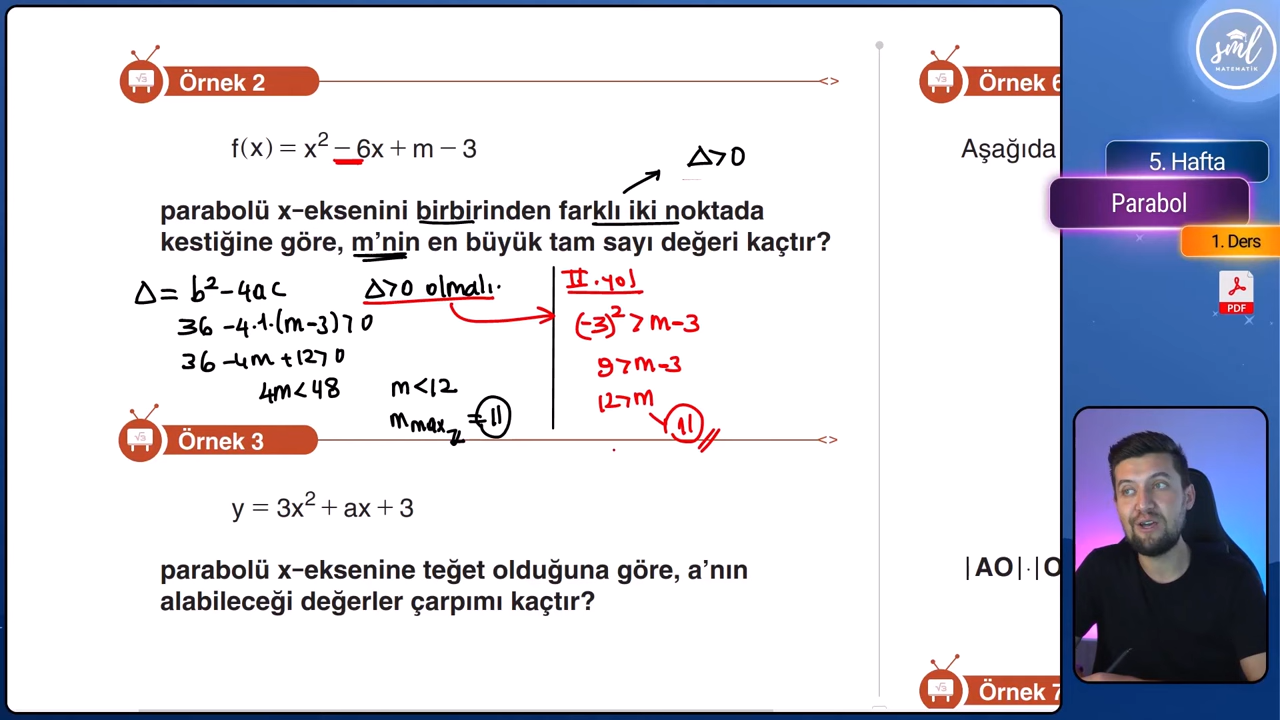 Örnek 2
f(x) = x² − 6x + m − 3
Δ>0
parabolü x−eksenini birbirinden farklı iki noktada
kestiğine göre, m’nin en büyük tam sayı değeri kaçtır?
Δ = b²−4ac
36 −4.1.(m−3)>0
36 −4m +12>0
4m<48
Δ>0 olmalı.
m<12
mmax = 11
II. yol
(−3)² > m−3
9 > m−3
12 > m
11
Örnek 3
y = 3x² + ax + 3
parabolü x−eksenine teğet olduğuna göre, a’nın
alabileceği değerler çarpımı kaçtır?
Örnek 6
Aşağıda
|AO|·|O
Örnek 7
sml
MATEMATİK
5. Hafta
Parabol
1. Ders
PDF